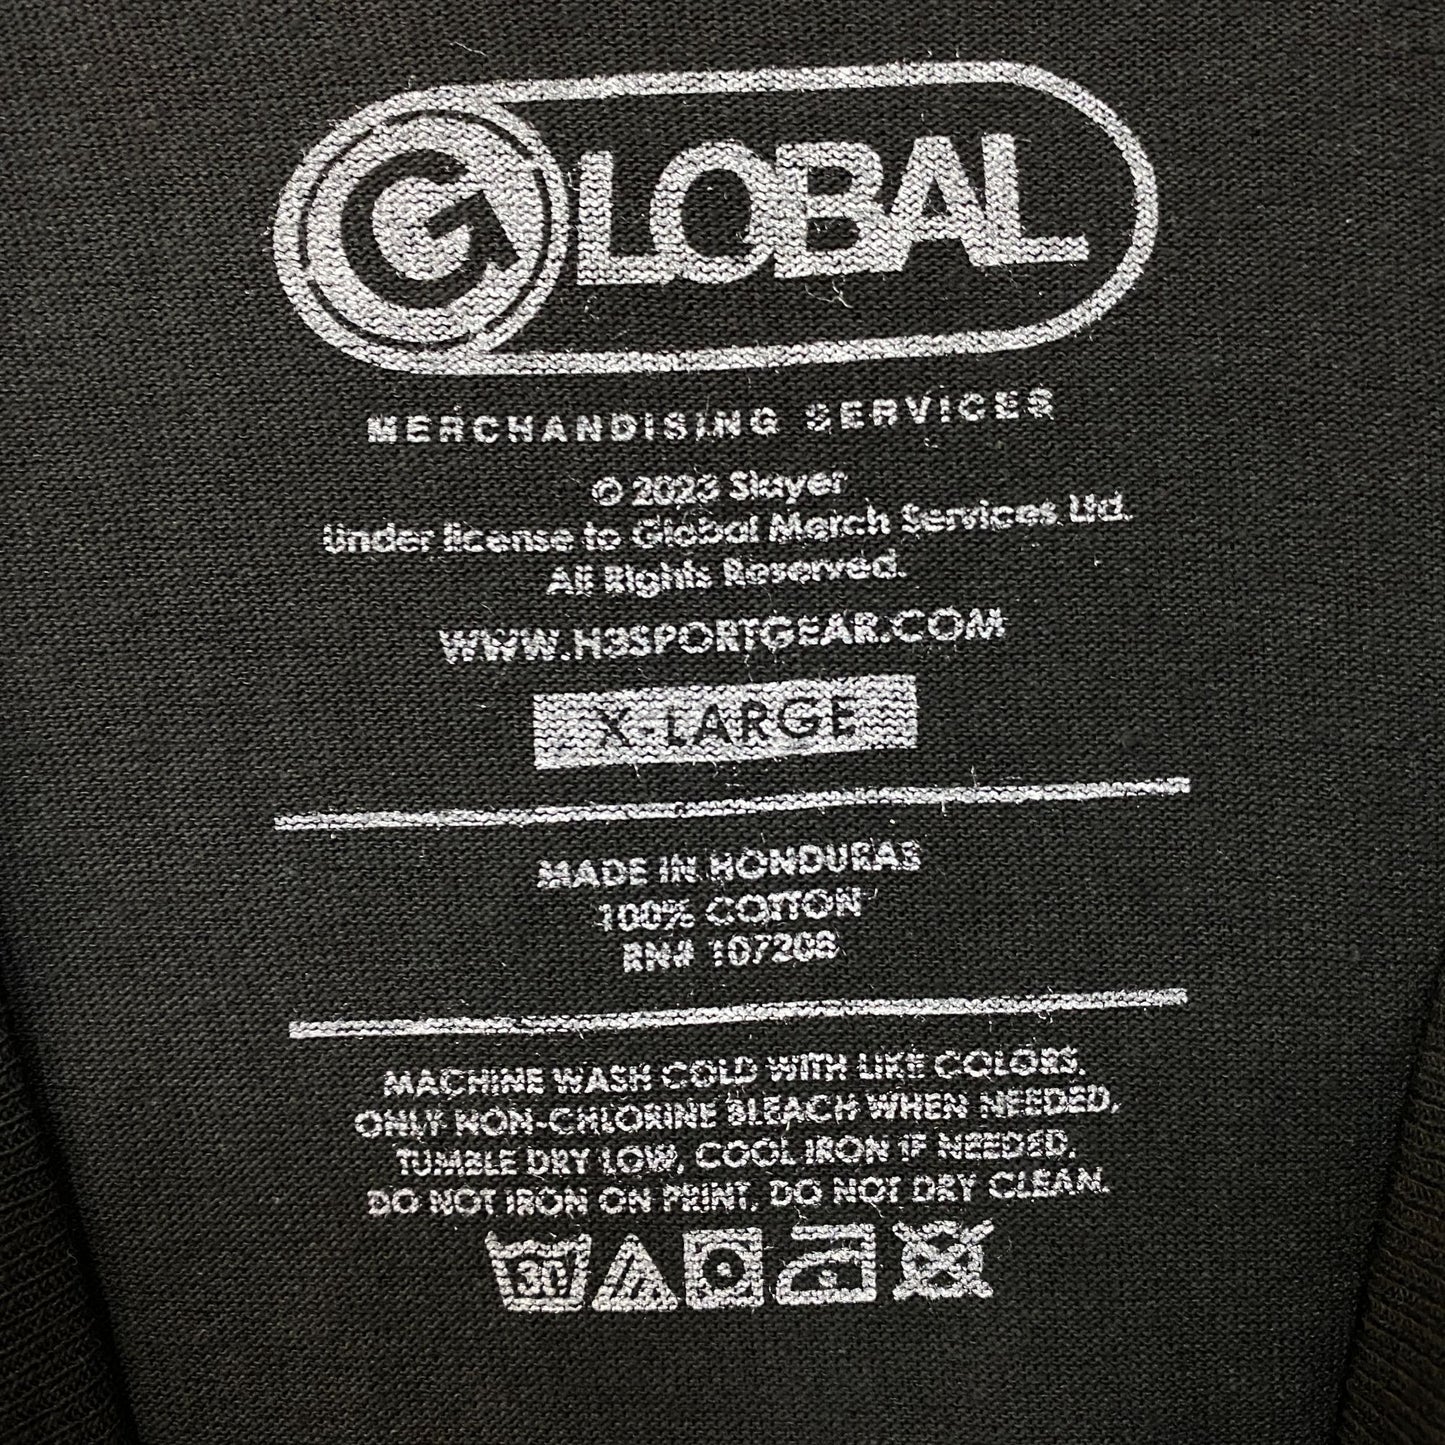 GLOBAL
MERCHANDISING SERVICES
© 2023 Slayer
Under license to Global Merch Services Ltd.
All Rights Reserved.
WWW.H3SPORTGEAR.COM
X-LARGE
MADE IN HONDURAS
100% COTTON
RN# 107208
MACHINE WASH COLD WITH LIKE COLORS.
ONLY NON-CHLORINE BLEACH WHEN NEEDED.
TUMBLE DRY LOW, COOL IRON IF NEEDED.
DO NOT IRON ON PRINT. DO NOT DRY CLEAN.
30